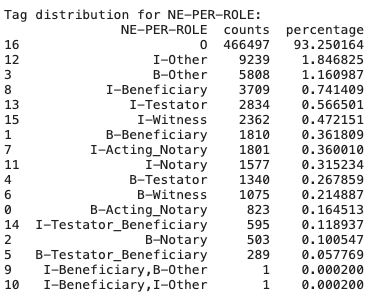 Tag distribution for NE-PER-ROLE:
NE-PER-ROLE counts percentage
16 O 466497 93.250164
12 I-Other 9239 1.846825
3 B-Other 5808 1.160987
8 I-Beneficiary 3709 0.741409
13 I-Testator 2834 0.566501
15 I-Witness 2362 0.472151
1 B-Beneficiary 1810 0.361809
7 I-Acting_Notary 1801 0.360010
11 I-Notary 1577 0.315234
4 B-Testator 1340 0.267859
6 B-Witness 1075 0.214887
0 B-Acting_Notary 823 0.164513
14 I-Testator_Beneficiary 595 0.118937
2 B-Notary 503 0.100547
5 B-Testator_Beneficiary 289 0.057769
9 I-Beneficiary,B-Other 1 0.000200
10 I-Beneficiary,I-Other 1 0.000200